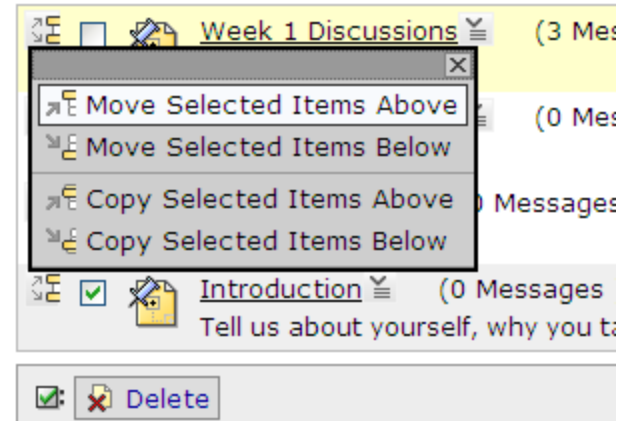 Week 1 Discussions (3 Mes
Move Selected Items Above
(0 Mes
Move Selected Items Below
Copy Selected Items Above
Messages
Copy Selected Items Below
Introduction (0 Messages
Tell us about yourself, why you ta
Delete